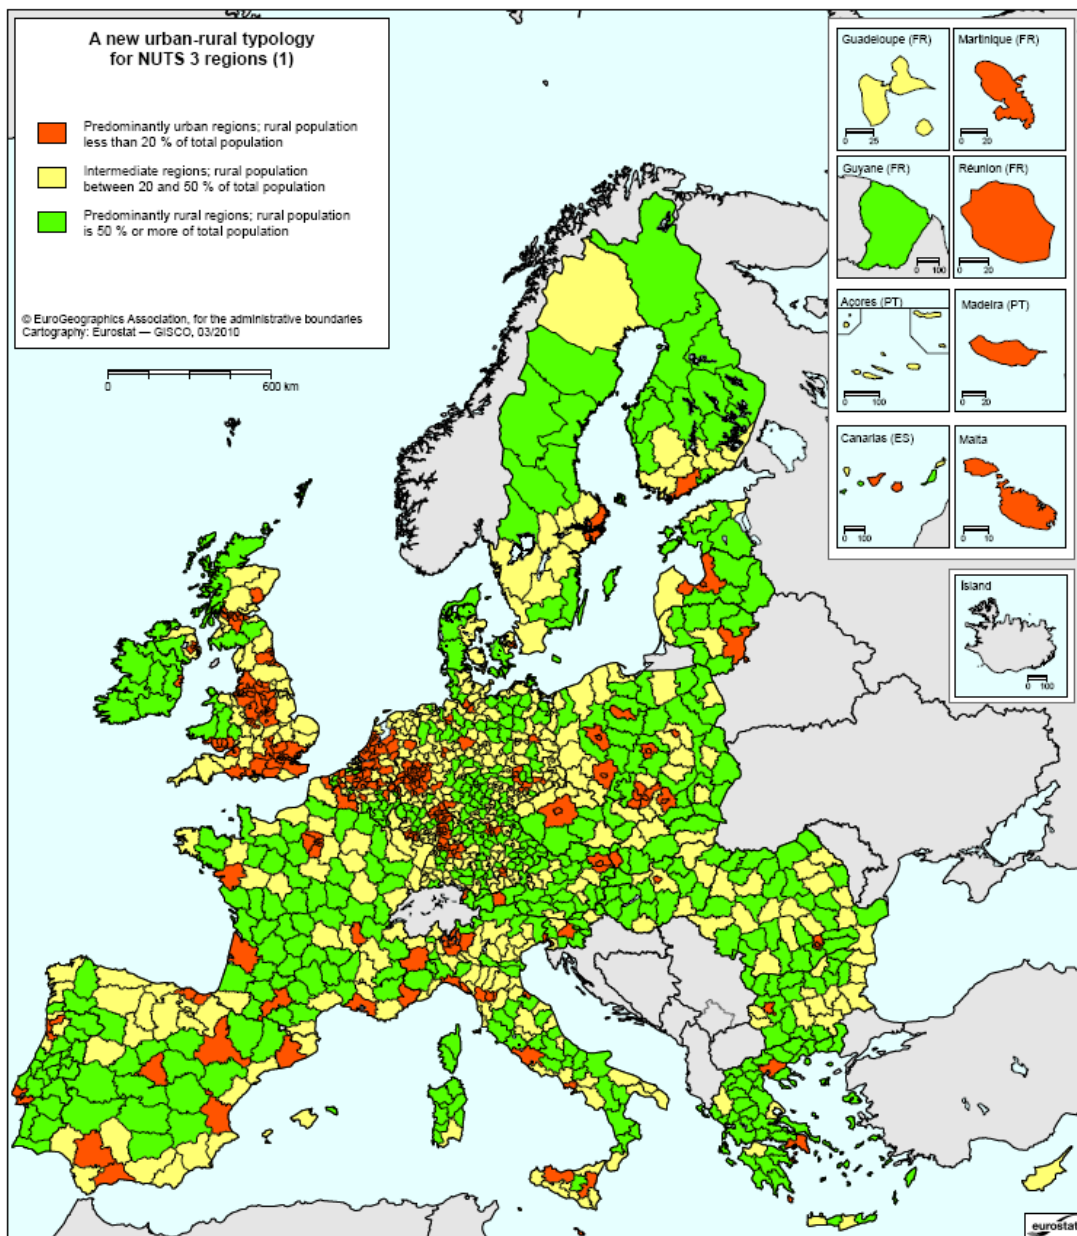 A new urban-rural typology
for NUTS 3 regions (1)
Predominantly urban regions; rural population
less than 20 % of total population
Intermediate regions; rural population
between 20 and 50 % of total population
Predominantly rural regions; rural population
is 50 % or more of total population
© EuroGeographics Association, for the administrative boundaries
Cartography: Eurostat — GISCO, 03/2010
0 600 km
Guadeloupe (FR)
0 25
Martinique (FR)
0 20
Guyane (FR)
0 100
Réunion (FR)
0 20
Açores (PT)
0 100
Madeira (PT)
0 20
Canarias (ES)
0 100
Malta
0 10
Ísland
0 100
eurostat